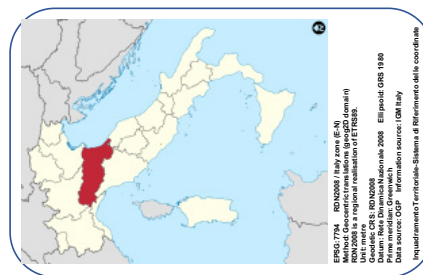 EPSG:7794 RDN2008 / Italy zone (E-N)
Method: Geocentric translations (geog2D domain)
Unit: metre
RDN2008 is a regional realisation of ETRS89.
Geodetic CRS: RDN2008
Datum: Rete Dinamica Nazionale 2008 Ellipsoid: GRS 1980
Prime meridian: Greenwich
Data source: OGP Information source: IGM Italy
Inquadramento Territoriale-Sistema di Riferimento delle coordinate